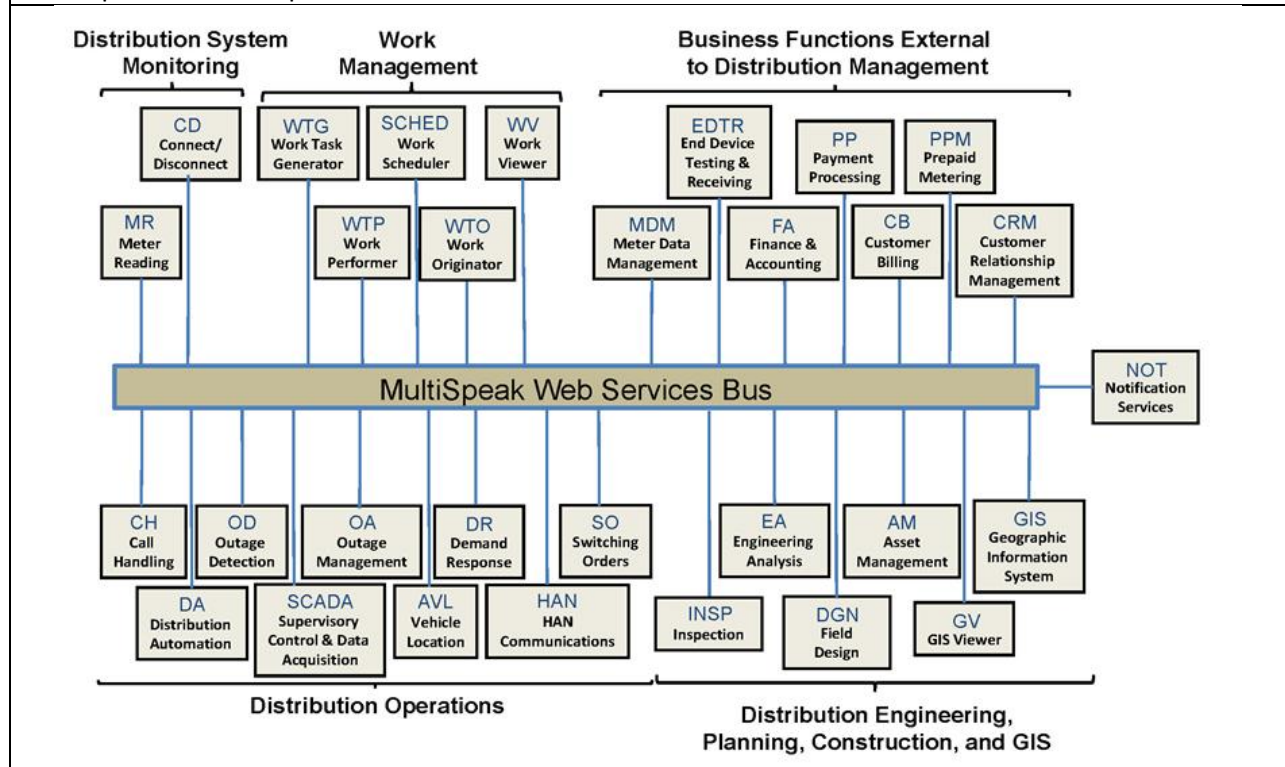 Distribution System
Monitoring
Work
Management
Business Functions External
to Distribution Management
CD
Connect/
Disconnect
WTG
Work Task
Generator
SCHED
Work
Scheduler
WV
Work
Viewer
EDTR
End Device
Testing &
Receiving
PP
Payment
Processing
PPM
Prepaid
Metering
MR
Meter
Reading
WTP
Work
Performer
WTO
Work
Originator
MDM
Meter Data
Management
FA
Finance &
Accounting
CB
Customer
Billing
CRM
Customer
Relationship
Management
MultiSpeak Web Services Bus
NOT
Notification
Services
CH
Call
Handling
OD
Outage
Detection
OA
Outage
Management
DR
Demand
Response
SO
Switching
Orders
EA
Engineering
Analysis
AM
Asset
Management
GIS
Geographic
Information
System
DA
Distribution
Automation
SCADA
Supervisory
Control & Data
Acquisition
AVL
Vehicle
Location
HAN
HAN
Communications
INSP
Inspection
DGN
Field
Design
GV
GIS Viewer
Distribution Operations
Distribution Engineering,
Planning, Construction, and GIS